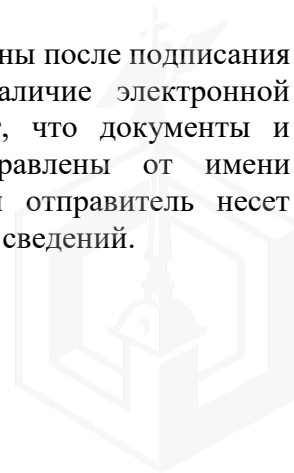 ны после подписания
аличие электронной
, что документы и
равлены от имени
отправитель несет
сведений.